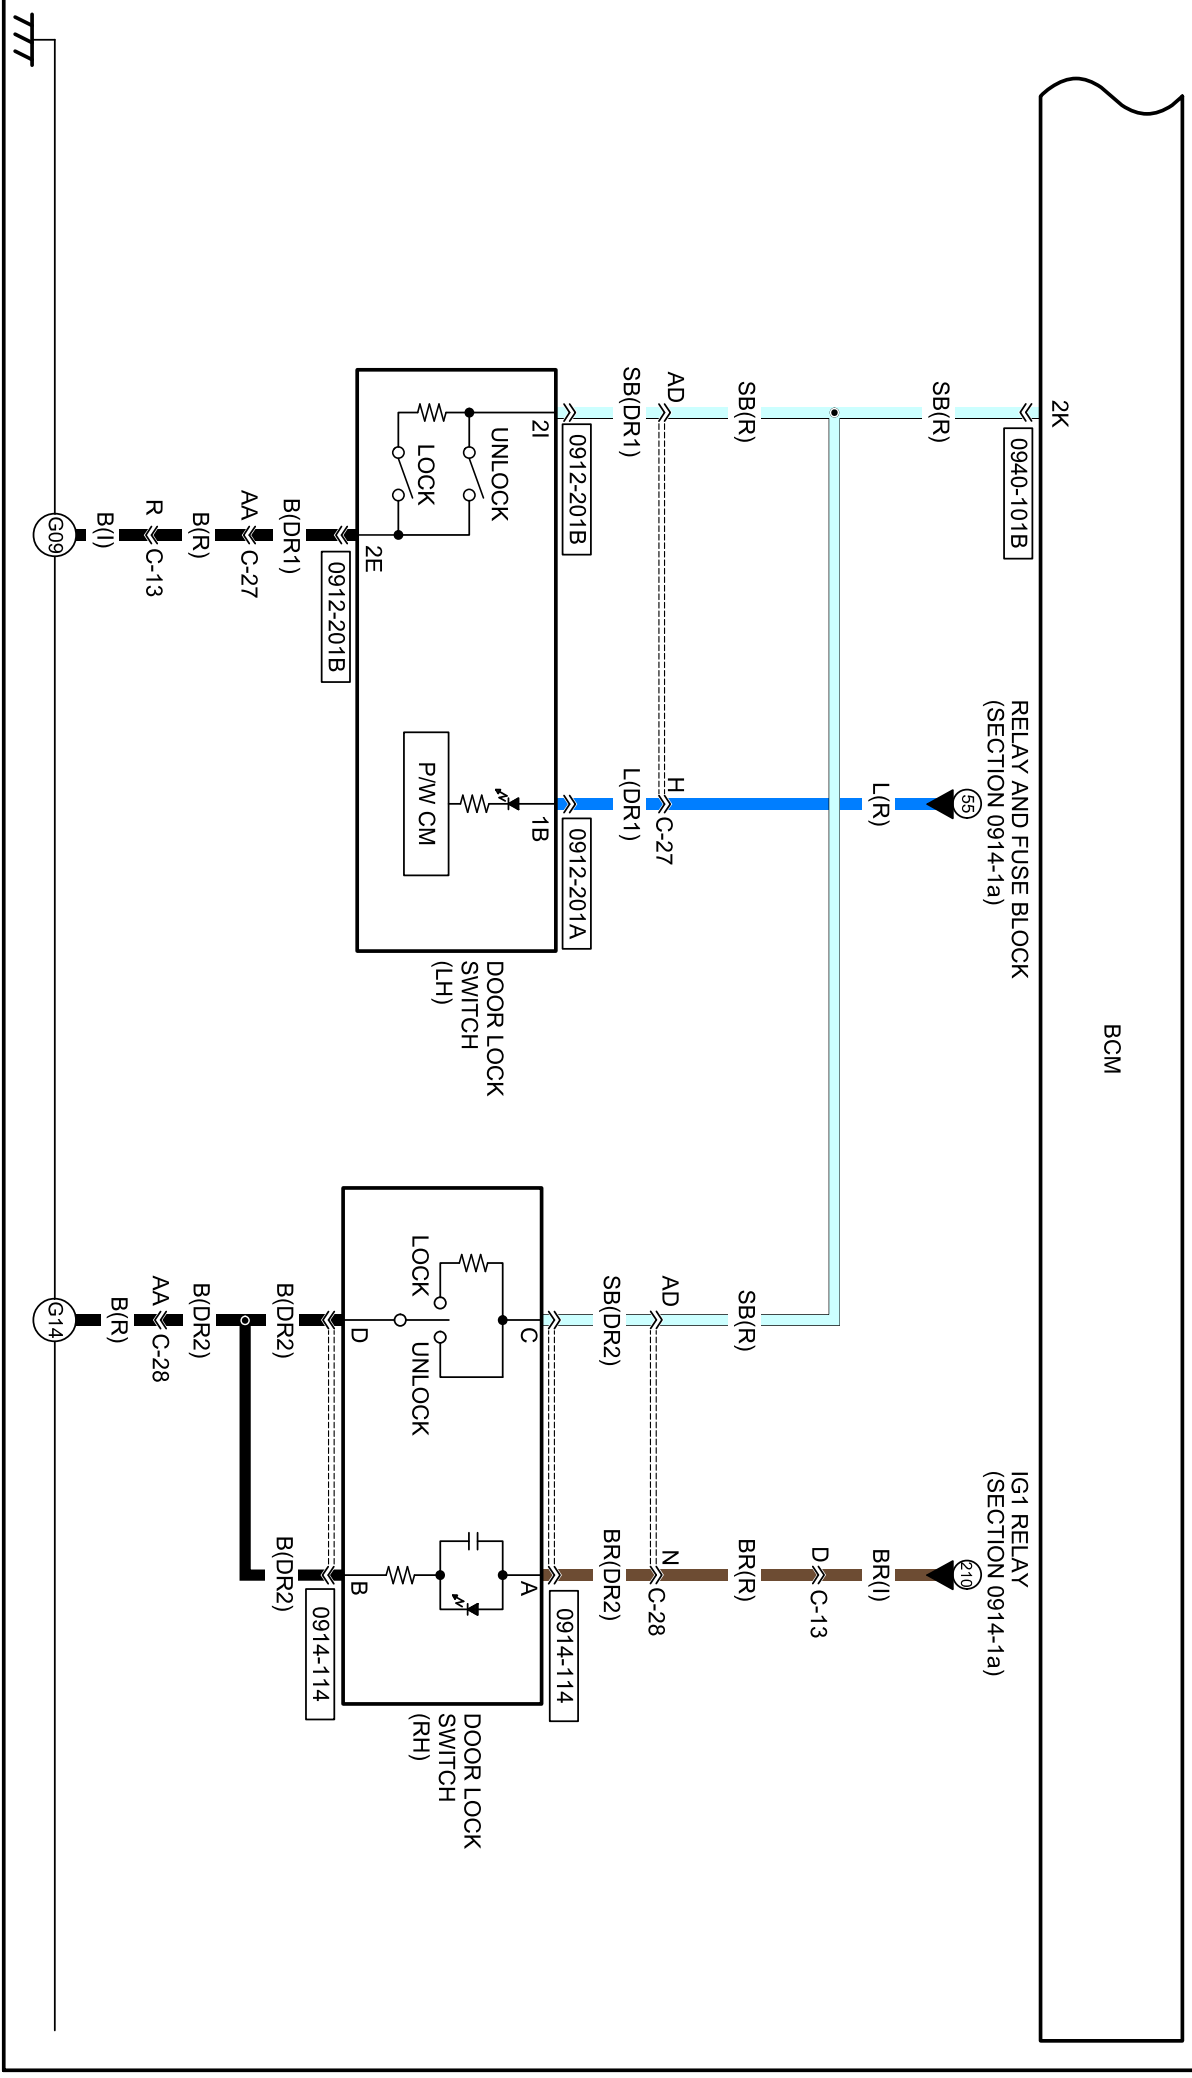 BCM
2K
0940-101B
RELAY AND FUSE BLOCK
(SECTION 0914-1a)
IG1 RELAY
(SECTION 0914-1a)
55
210
SB(R)
L(R)
BR(I)
D
C-13
SB(R)
SB(R)
BR(R)
AD
H
C-27
AD
N
C-28
SB(DR1)
L(DR1)
SB(DR2)
BR(DR2)
0912-201B
0912-201A
0914-114
2I
1B
C
A
UNLOCK
LOCK
P/W CM
DOOR LOCK
SWITCH
(LH)
LOCK
UNLOCK
DOOR LOCK
SWITCH
(RH)
2E
D
B
0912-201B
0914-114
B(DR1)
B(DR2)
B(DR2)
AA
C-27
B(R)
B(DR2)
R
C-13
AA
C-28
B(I)
B(R)
G09
G14